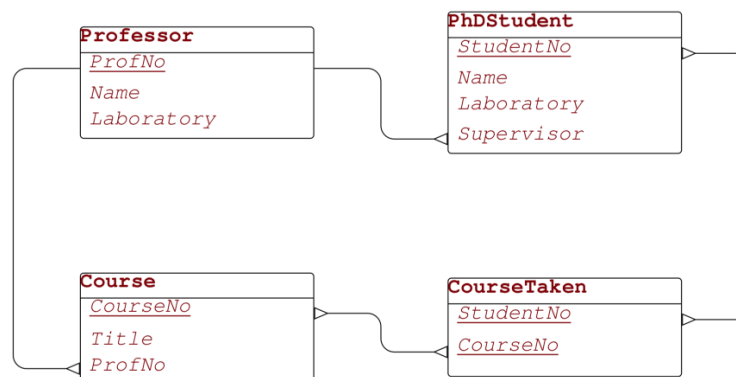 Professor
ProfNo
Name
Laboratory
PhDStudent
StudentNo
Name
Laboratory
Supervisor
Course
CourseNo
Title
ProfNo
CourseTaken
StudentNo
CourseNo